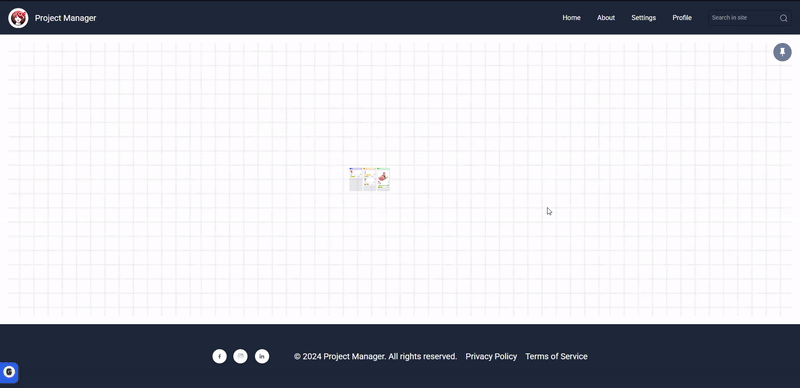 Project Manager
Home About Settings Profile Search in site
© 2024 Project Manager. All rights reserved. Privacy Policy Terms of Service